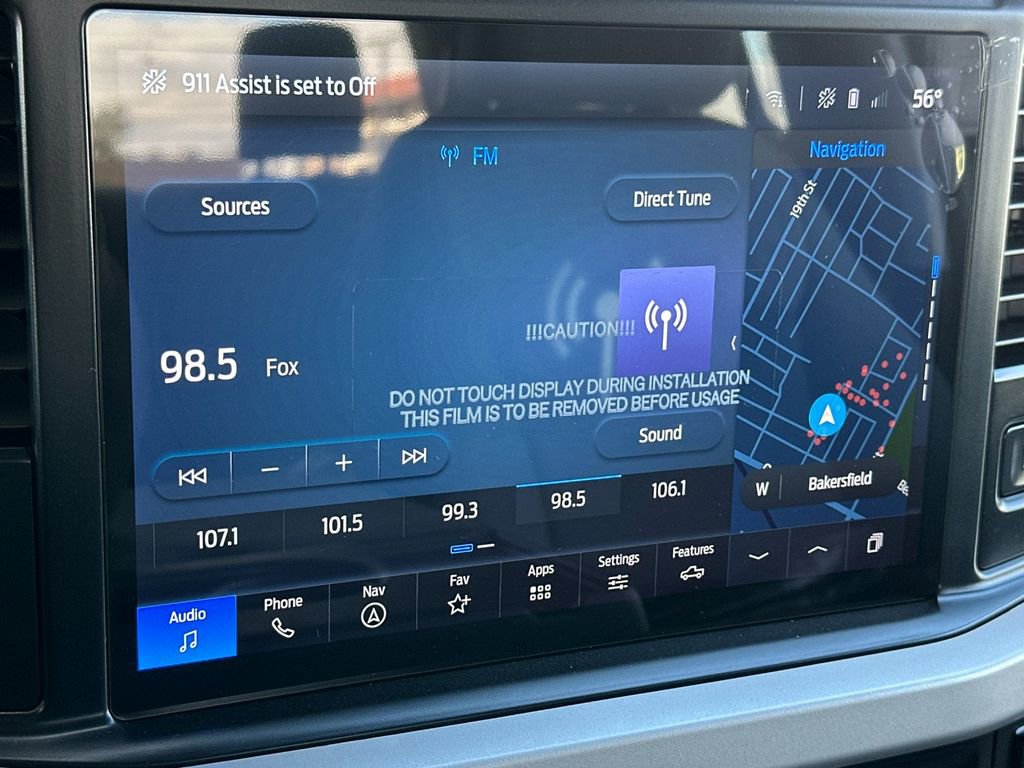 911 Assist is set to Off
56°
FM
Navigation
Sources
Direct Tune
19th St
!!!CAUTION!!!
98.5 Fox
DO NOT TOUCH DISPLAY DURING INSTALLATION
THIS FILM IS TO BE REMOVED BEFORE USAGE
Sound
W Bakersfield
107.1 101.5 99.3 98.5 106.1
Audio Phone Nav Fav Apps Settings Features